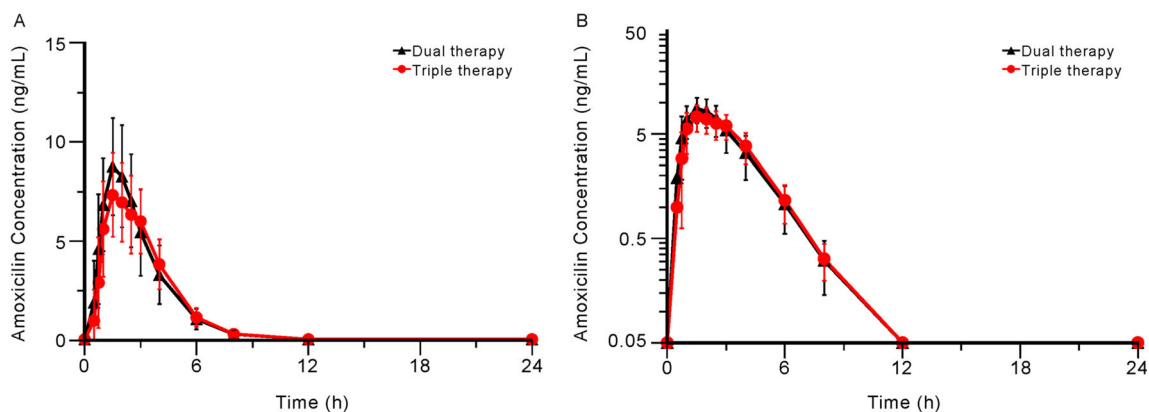 A
Amoxicilin Concentration (ng/mL)
15
10
5
0
0
6
12
18
24
Time (h)
Dual therapy
Triple therapy
B
Amoxicilin Concentration (ng/mL)
50
5
0.5
0.05
0
6
12
18
24
Time (h)
Dual therapy
Triple therapy